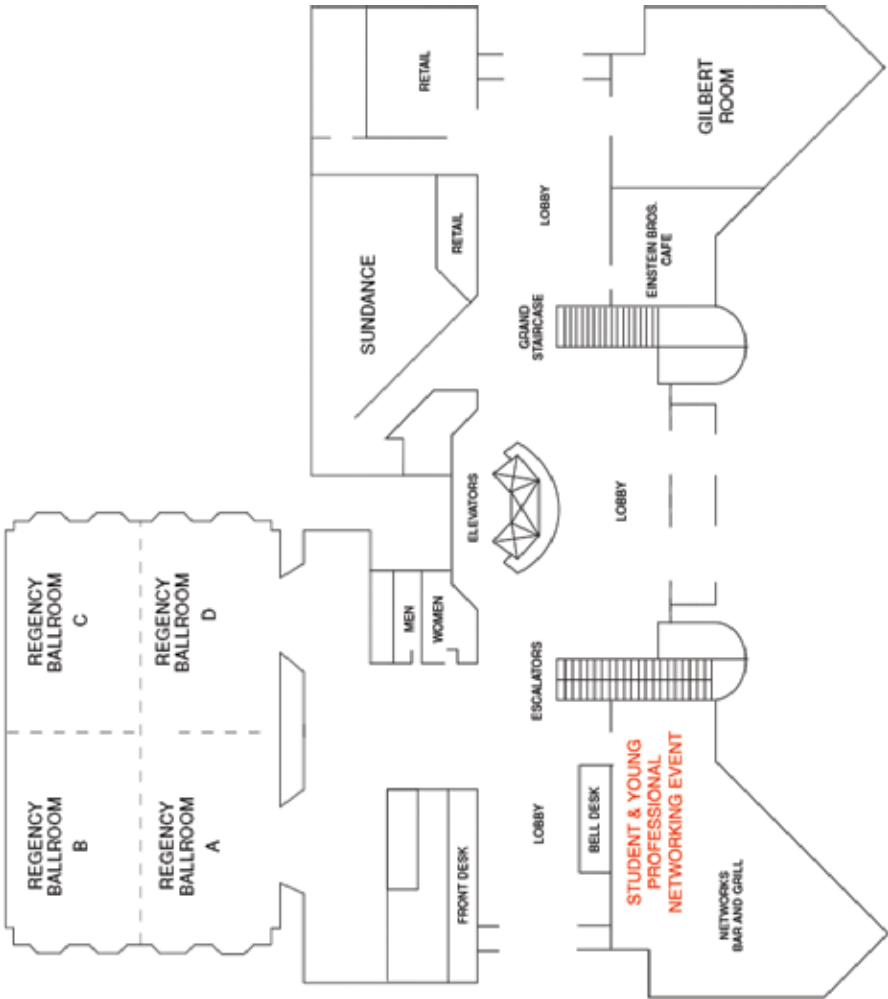 RETAIL
GILBERT
ROOM
LOBBY
RETAIL
EINSTEIN BROS.
CAFE
SUNDANCE
GRAND
STAIRCASE
ELEVATORS
LOBBY
REGENCY
BALLROOM
C
REGENCY
BALLROOM
D
MEN
WOMEN
ESCALATORS
REGENCY
BALLROOM
B
REGENCY
BALLROOM
A
FRONT DESK
LOBBY
BELL DESK
STUDENT & YOUNG
PROFESSIONAL
NETWORKING EVENT
NETWORKS
BAR AND GRILL